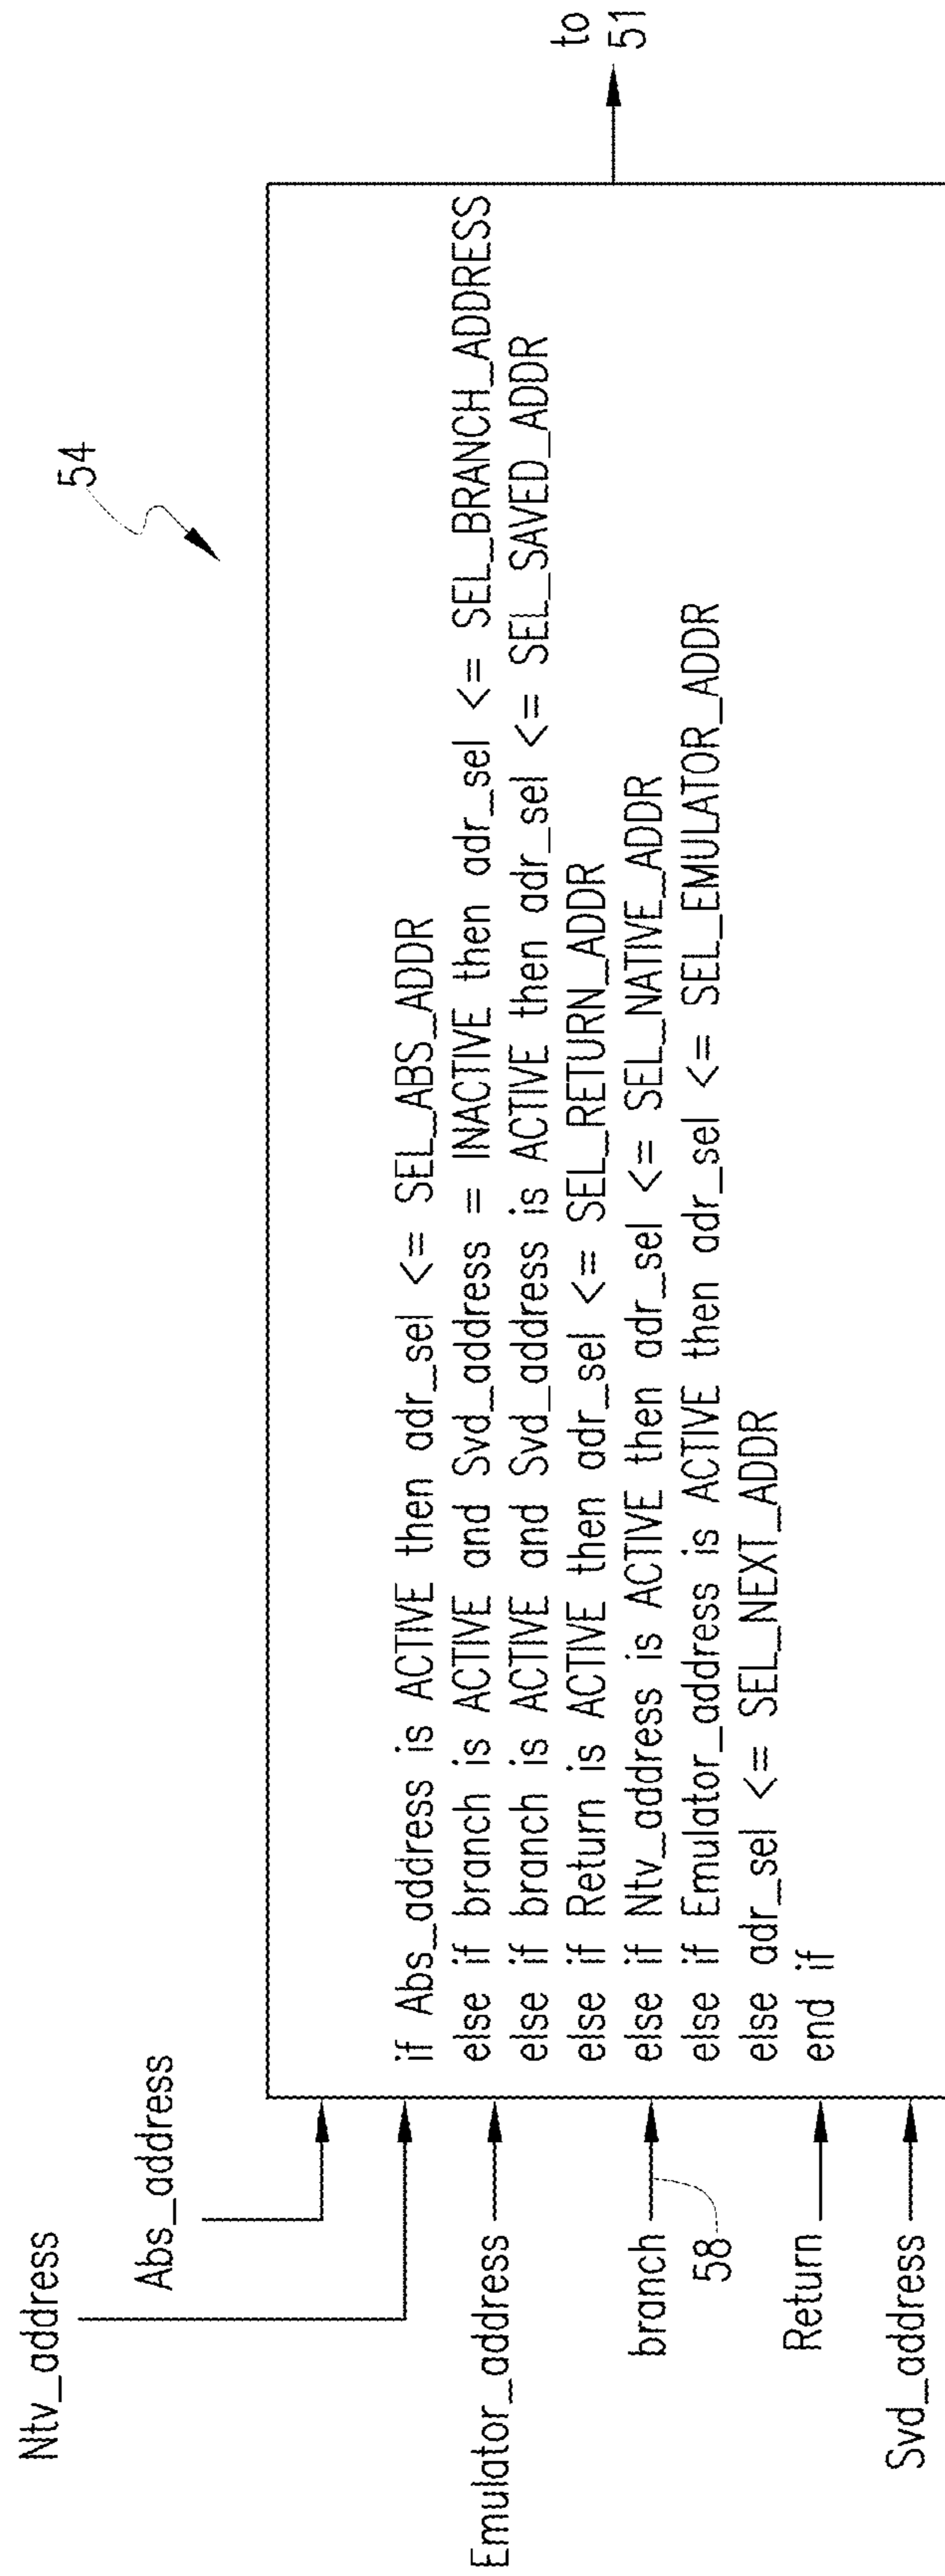 54
Ntv_address
Abs_address
Emulator_address
branch
58
Return
Svd_address
if Abs_address is ACTIVE then adr_sel <= SEL_ABS_ADDR
else if branch is ACTIVE and Svd_address = INACTIVE then adr_sel <= SEL_BRANCH_ADDRESS
else if branch is ACTIVE and Svd_address is ACTIVE then adr_sel <= SEL_SAVED_ADDR
else if Return is ACTIVE then adr_sel <= SEL_RETURN_ADDR
else if Ntv_address is ACTIVE then adr_sel <= SEL_NATIVE_ADDR
else if Emulator_address is ACTIVE then adr_sel <= SEL_EMULATOR_ADDR
else adr_sel <= SEL_NEXT_ADDR
end if
to
51